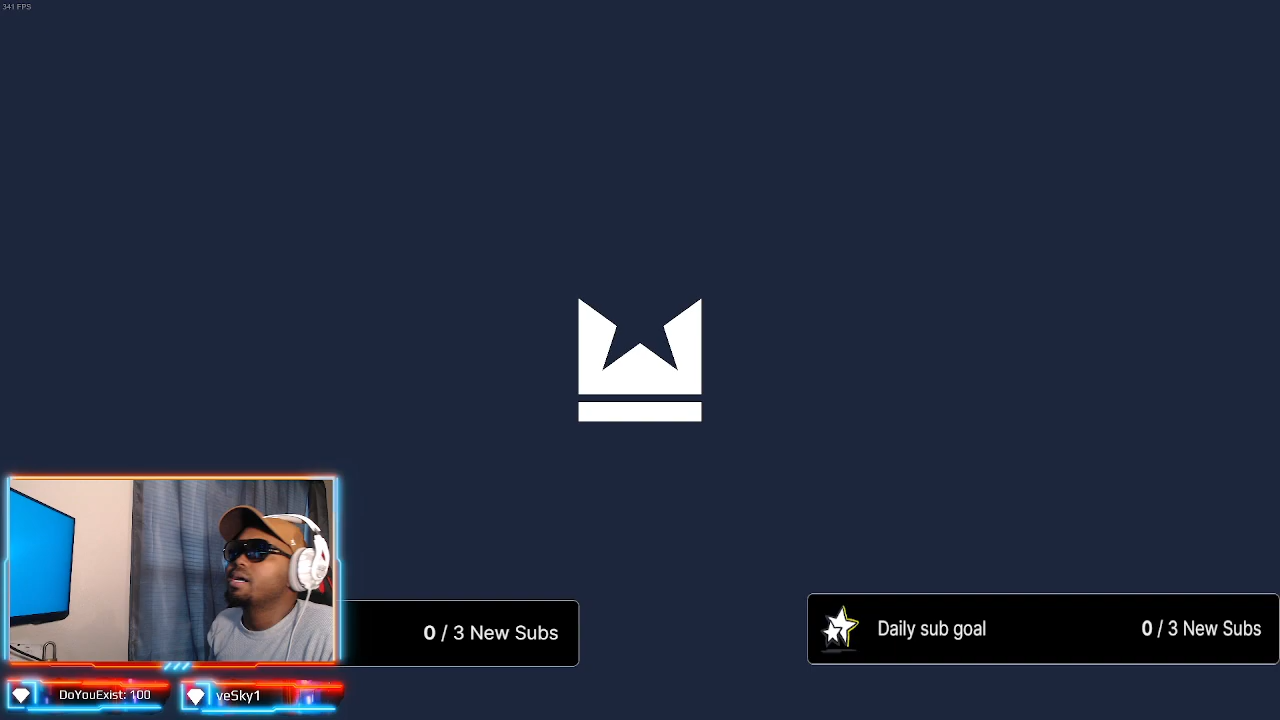 341 FPS
0 / 3 New Subs
Daily sub goal
0 / 3 New Subs
DoYouExist: 100
veSky1